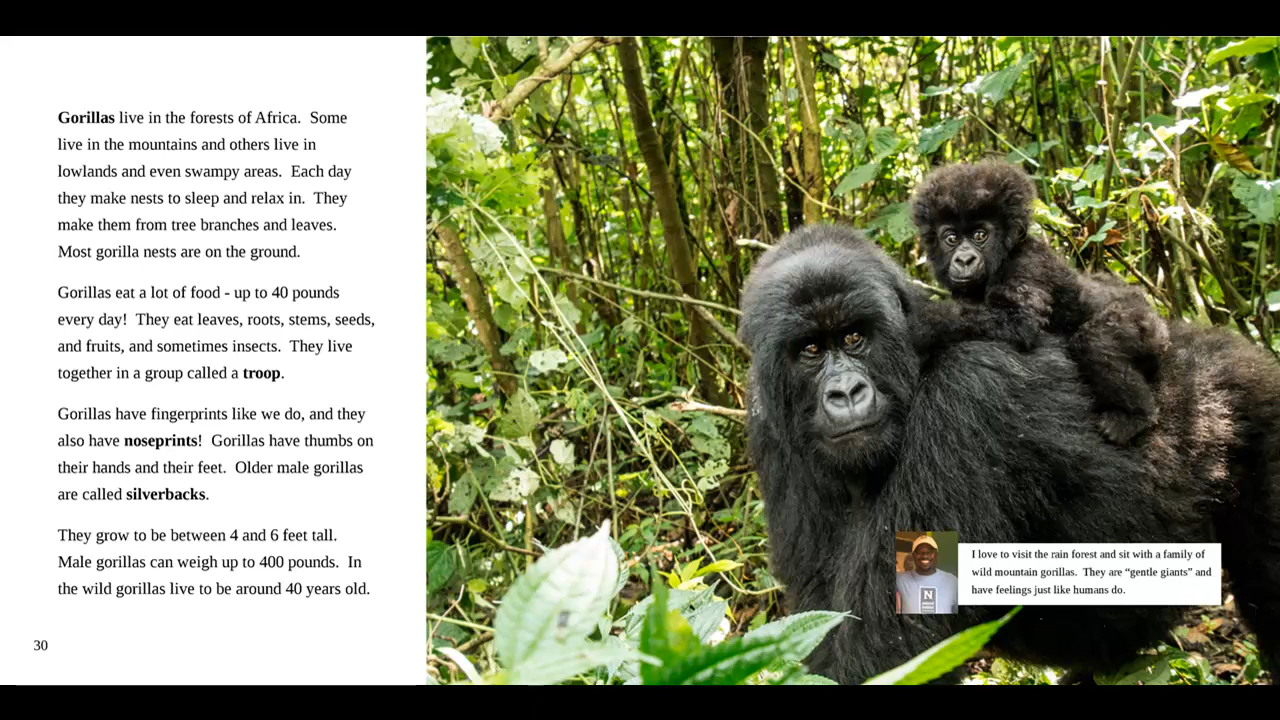 Gorillas live in the forests of Africa.  Some
live in the mountains and others live in
lowlands and even swampy areas.  Each day
they make nests to sleep and relax in.  They
make them from tree branches and leaves.
Most gorilla nests are on the ground.
Gorillas eat a lot of food - up to 40 pounds
every day!  They eat leaves, roots, stems, seeds,
and fruits, and sometimes insects.  They live
together in a group called a troop.
Gorillas have fingerprints like we do, and they
also have noseprints!  Gorillas have thumbs on
their hands and their feet.  Older male gorillas
are called silverbacks.
They grow to be between 4 and 6 feet tall.
Male gorillas can weigh up to 400 pounds.  In
the wild gorillas live to be around 40 years old.
30
I love to visit the rain forest and sit with a family of
wild mountain gorillas.  They are “gentle giants” and
have feelings just like humans do.
N